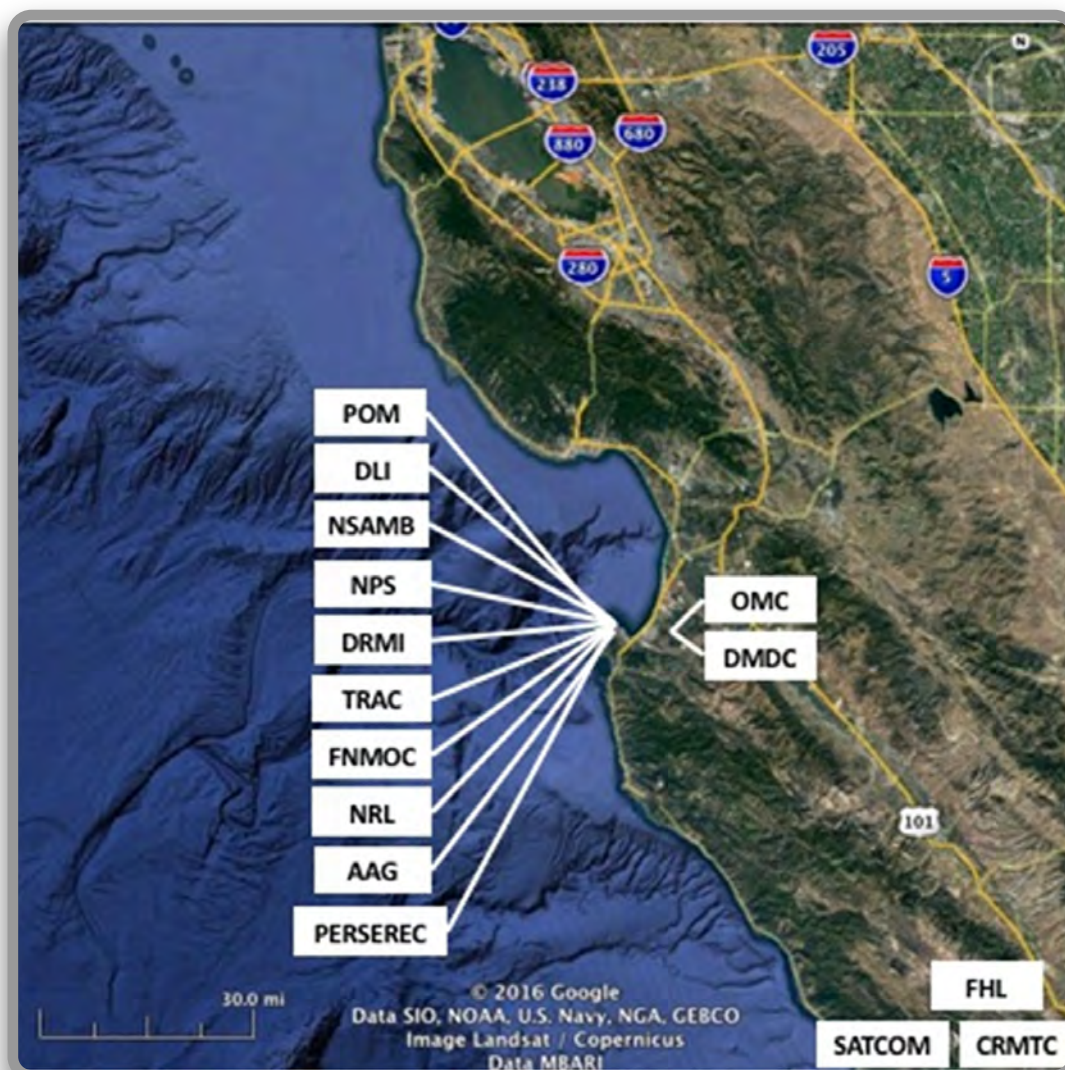 N
205
238
880
680
280
5
POM
DLI
NSAMB
NPS
DRMI
TRAC
FNMOC
NRL
AAG
PERSEREC
OMC
DMDC
101
FHL
SATCOM
CRMTC
30.0 mi
© 2016 Google
Data SIO, NOAA, U.S. Navy, NGA, GEBCO
Image Landsat / Copernicus
Data MBARI